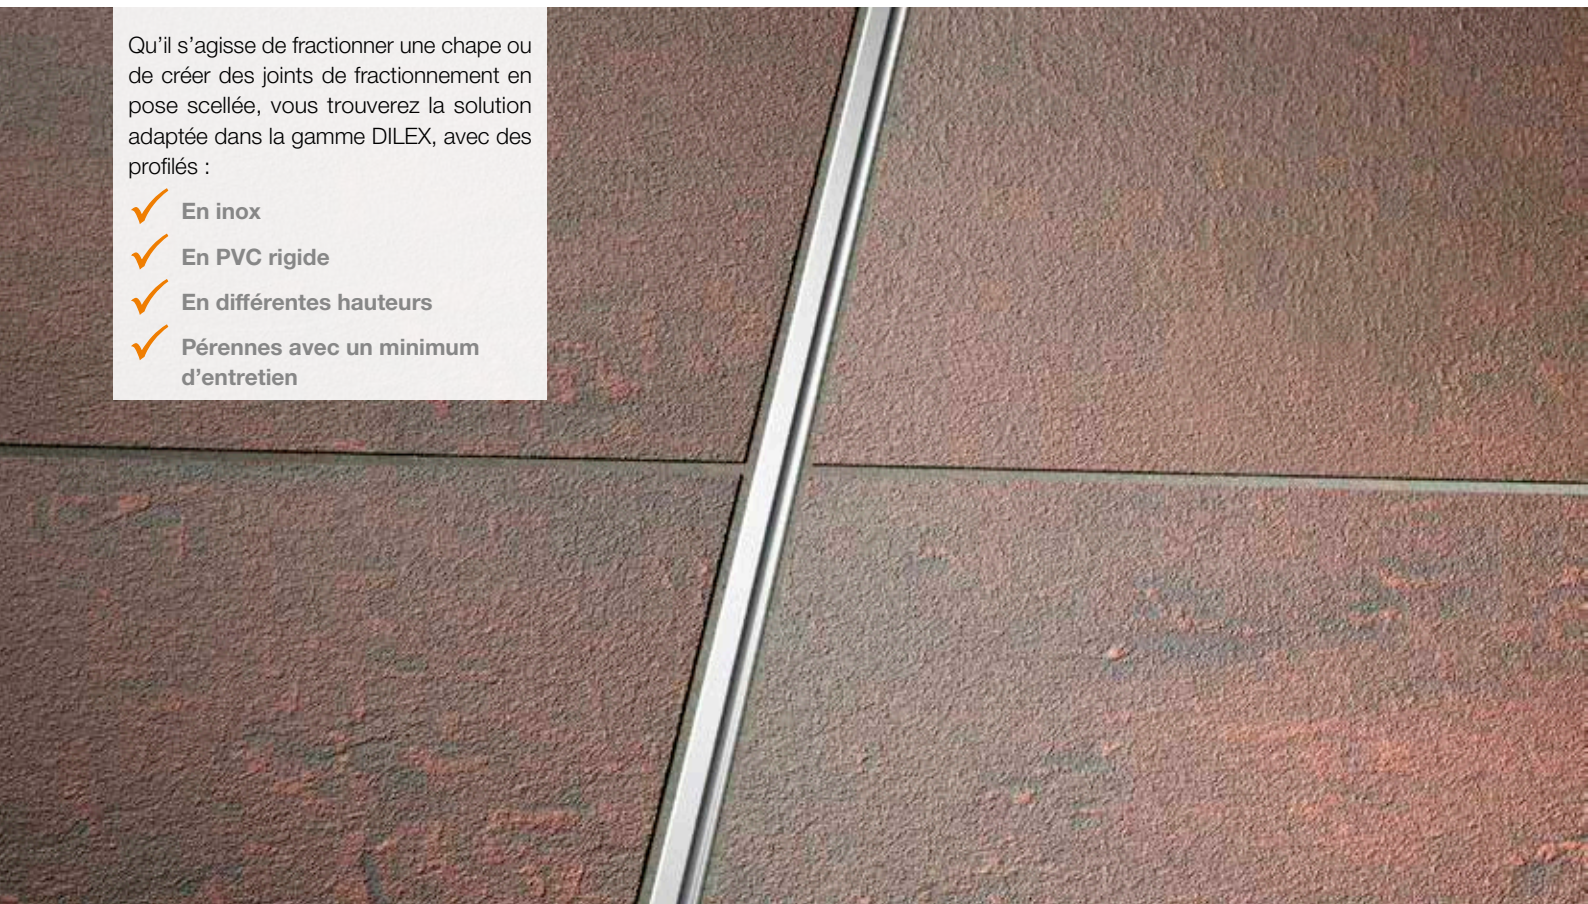 Qu’il s’agisse de fractionner une chape ou
de créer des joints de fractionnement en
pose scellée, vous trouverez la solution
adaptée dans la gamme DILEX, avec des
profilés :
En inox
En PVC rigide
En différentes hauteurs
Pérennes avec un minimum
d’entretien